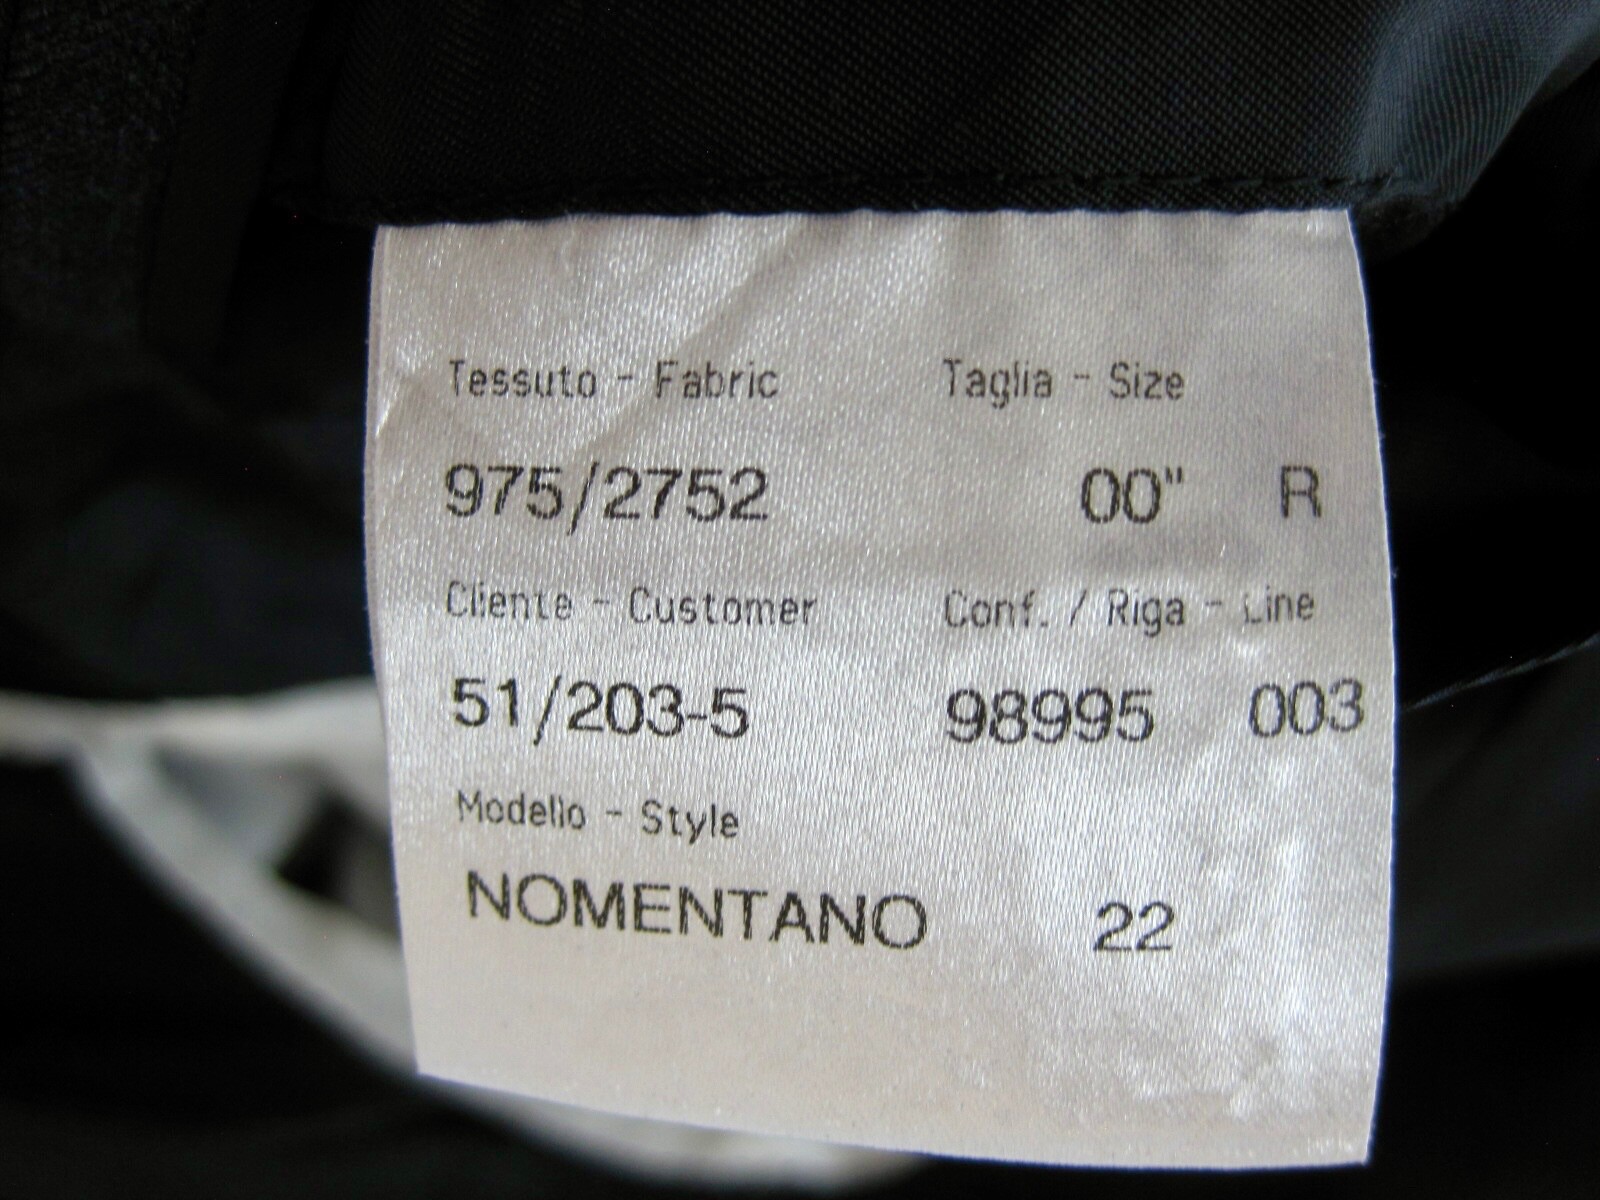 Tessuto - Fabric Taglia - Size
975/2752 00" R
Cliente - Customer Conf. / Riga - Line
51/203-5 98995 003
Modello - Style
NOMENTANO 22